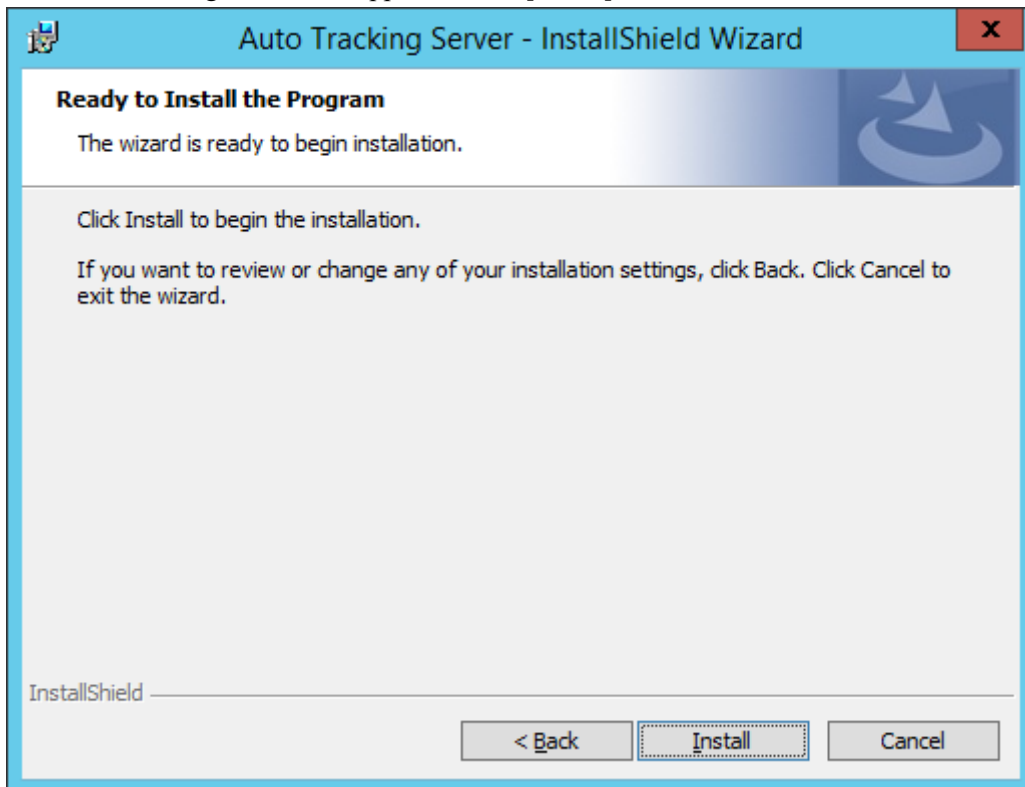 Auto Tracking Server - InstallShield Wizard
x
Ready to Install the Program
The wizard is ready to begin installation.
Click Install to begin the installation.
If you want to review or change any of your installation settings, click Back. Click Cancel to
exit the wizard.
InstallShield
< Back Install Cancel